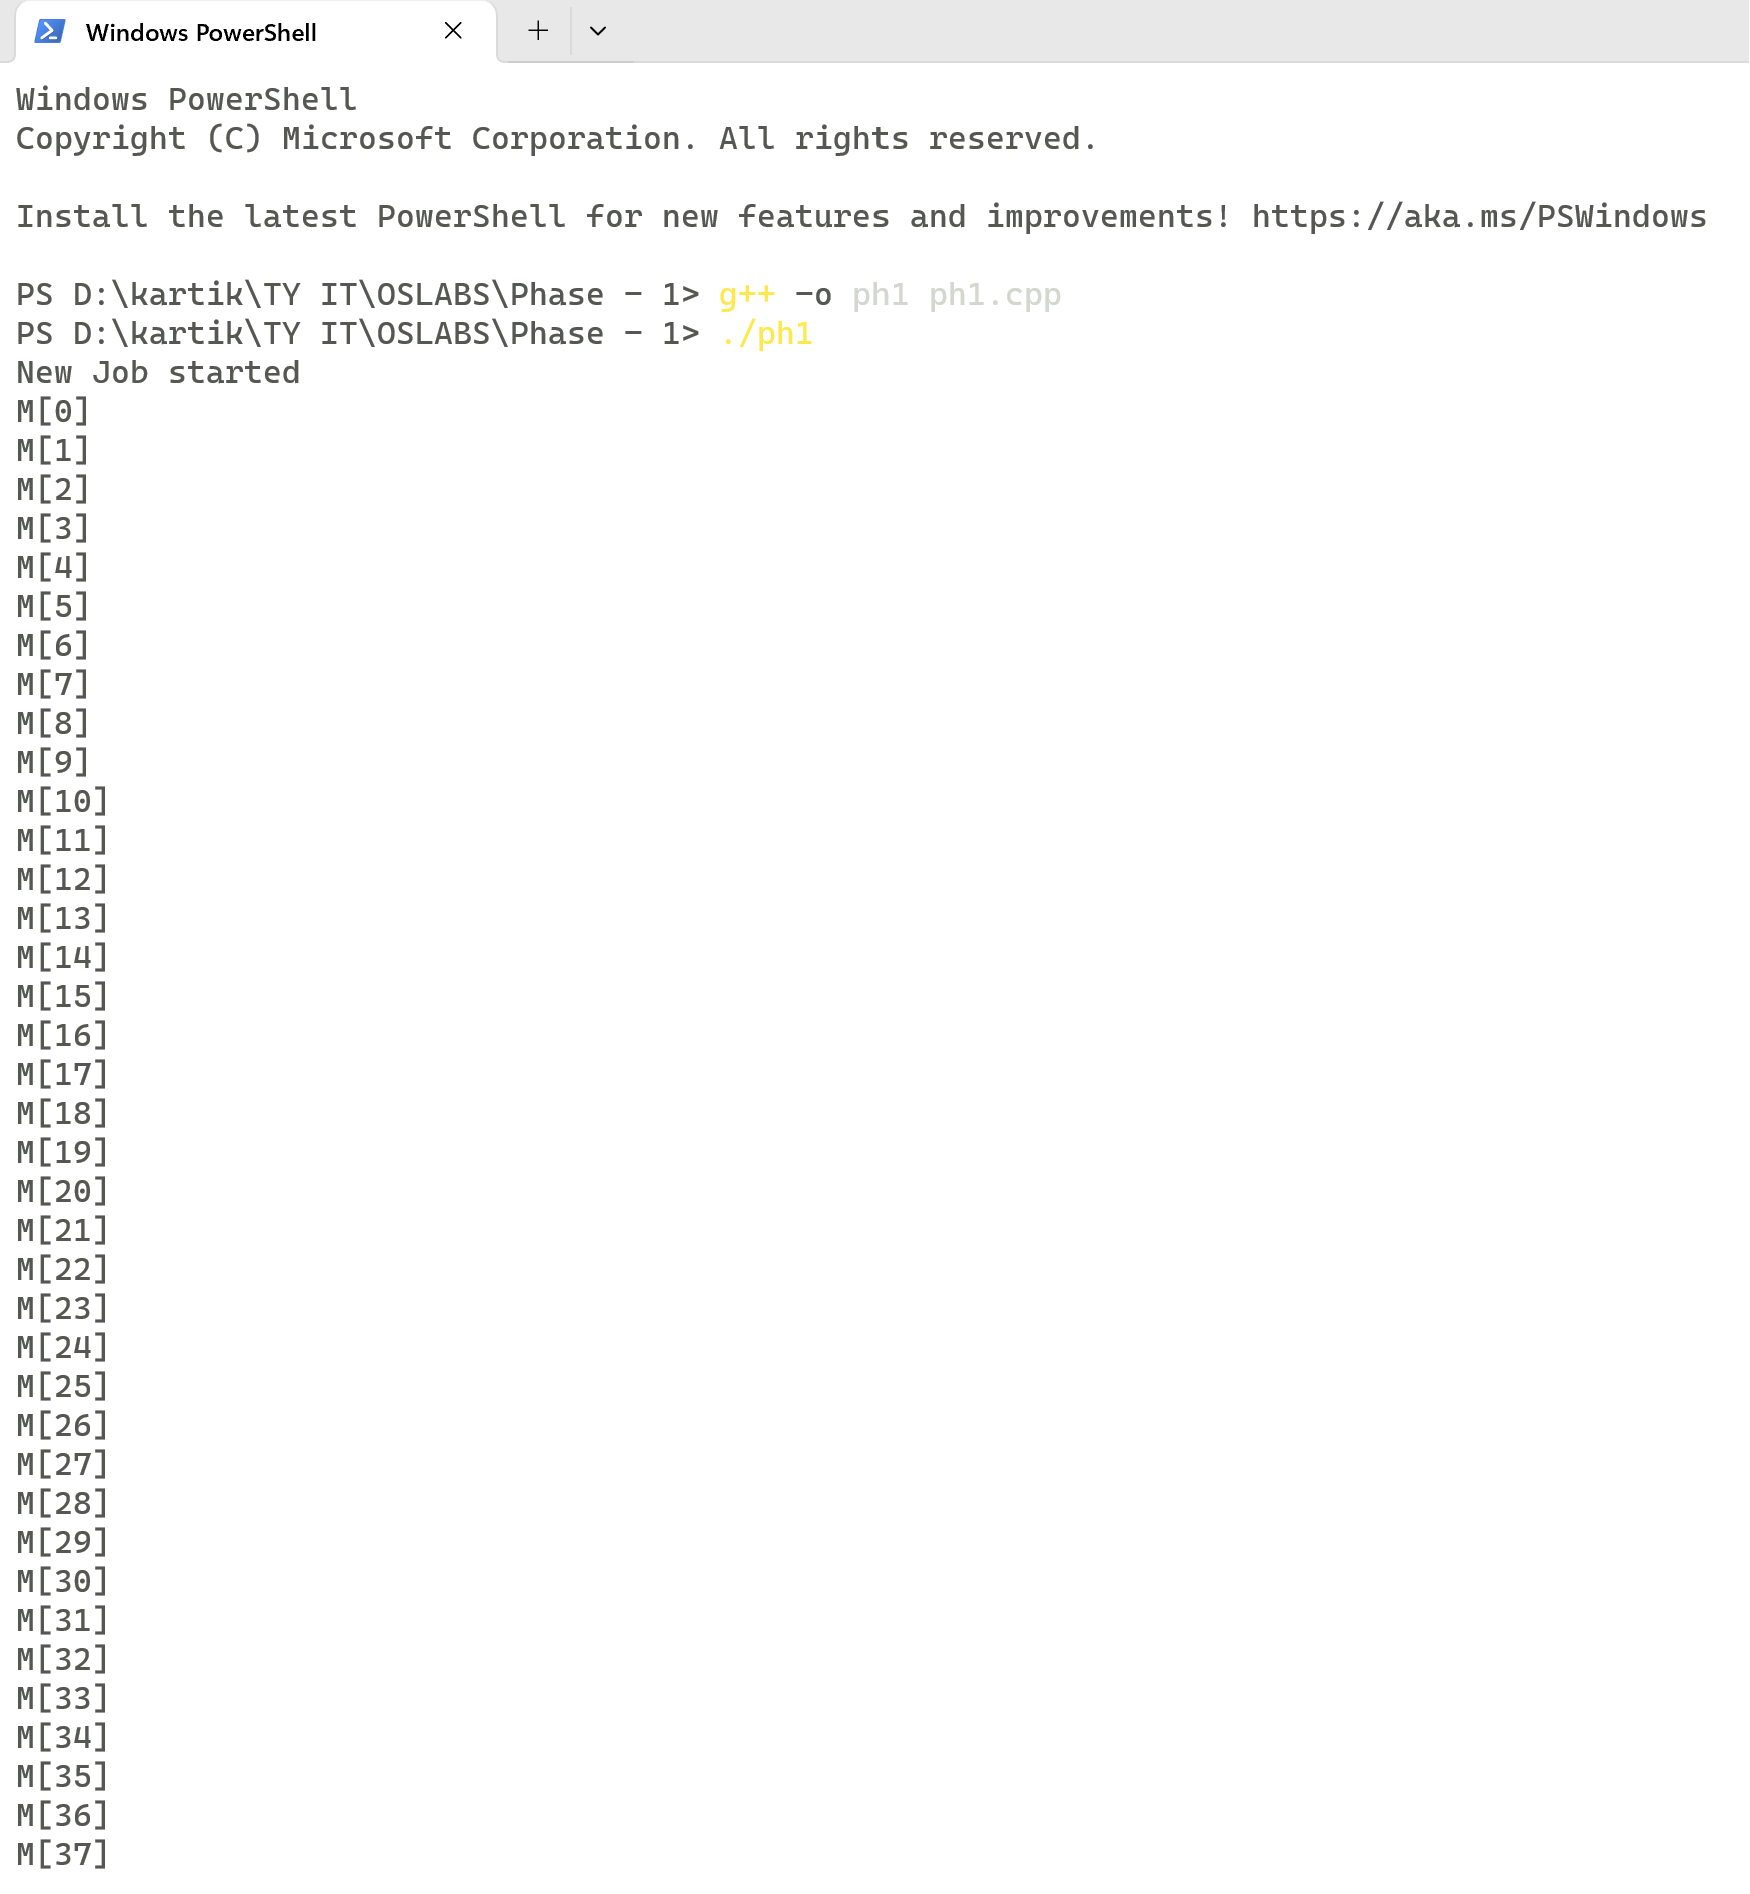 Windows PowerShell
Windows PowerShell
Copyright (C) Microsoft Corporation. All rights reserved.
Install the latest PowerShell for new features and improvements! https://aka.ms/PSWindows
PS D:\kartik\TY IT\OSLABS\Phase - 1> g++ -o ph1 ph1.cpp
PS D:\kartik\TY IT\OSLABS\Phase - 1> ./ph1
New Job started
M[0]
M[1]
M[2]
M[3]
M[4]
M[5]
M[6]
M[7]
M[8]
M[9]
M[10]
M[11]
M[12]
M[13]
M[14]
M[15]
M[16]
M[17]
M[18]
M[19]
M[20]
M[21]
M[22]
M[23]
M[24]
M[25]
M[26]
M[27]
M[28]
M[29]
M[30]
M[31]
M[32]
M[33]
M[34]
M[35]
M[36]
M[37]